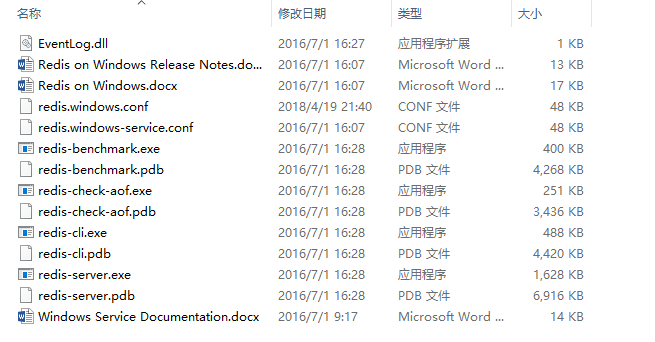 名称 修改日期 类型 大小
EventLog.dll 2016/7/1 16:27 应用程序扩展 1 KB
Redis on Windows Release Notes.do... 2016/7/1 16:07 Microsoft Word ... 13 KB
Redis on Windows.docx 2016/7/1 16:07 Microsoft Word ... 17 KB
redis.windows.conf 2018/4/19 21:40 CONF 文件 48 KB
redis.windows-service.conf 2016/7/1 16:07 CONF 文件 48 KB
redis-benchmark.exe 2016/7/1 16:28 应用程序 400 KB
redis-benchmark.pdb 2016/7/1 16:28 PDB 文件 4,268 KB
redis-check-aof.exe 2016/7/1 16:28 应用程序 251 KB
redis-check-aof.pdb 2016/7/1 16:28 PDB 文件 3,436 KB
redis-cli.exe 2016/7/1 16:28 应用程序 488 KB
redis-cli.pdb 2016/7/1 16:28 PDB 文件 4,420 KB
redis-server.exe 2016/7/1 16:28 应用程序 1,628 KB
redis-server.pdb 2016/7/1 16:28 PDB 文件 6,916 KB
Windows Service Documentation.docx 2016/7/1 9:17 Microsoft Word ... 14 KB